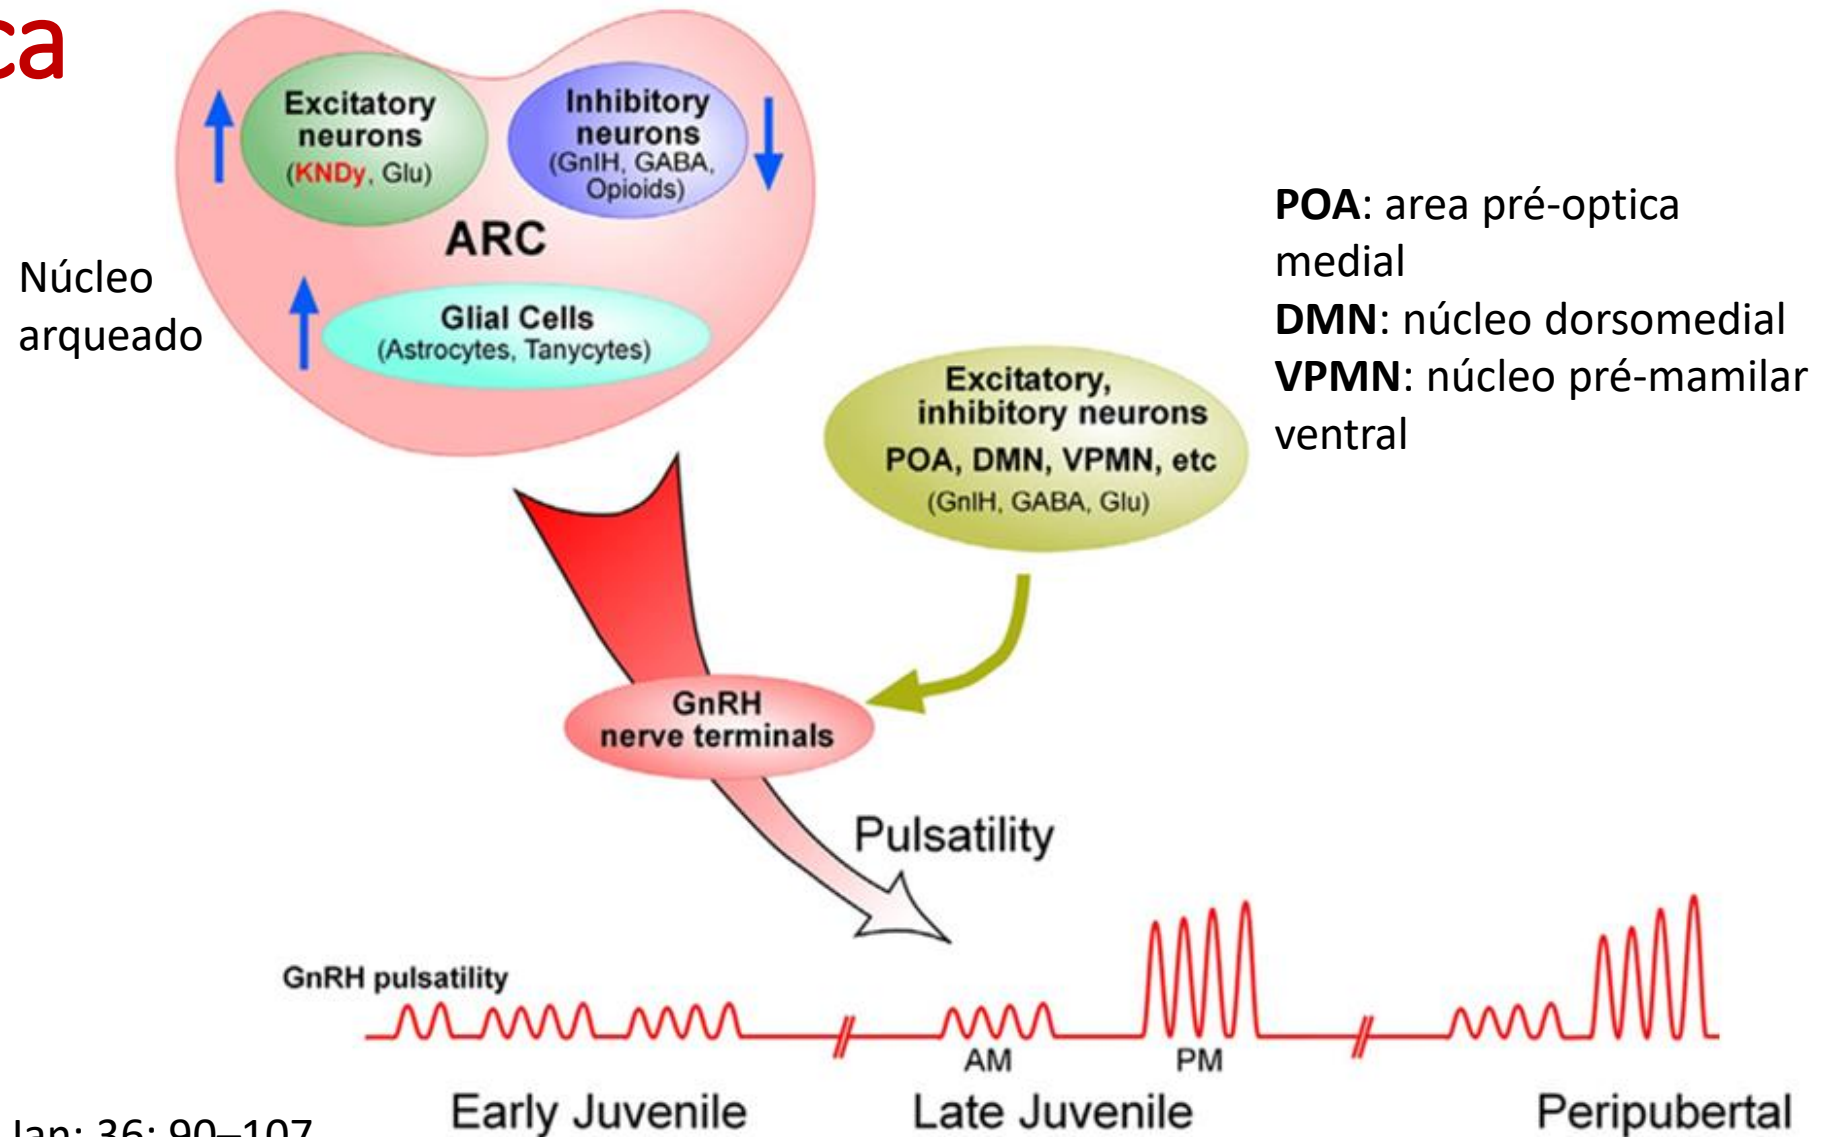 ca
Excitatory
neurons
(KNDy, Glu)
Inhibitory
neurons
(GnIH, GABA,
Opioids)
ARC
Núcleo
arqueado
Glial Cells
(Astrocytes, Tanycytes)
POA: area pré-optica
medial
DMN: núcleo dorsomedial
VPMN: núcleo pré-mamilar
ventral
Excitatory,
inhibitory neurons
POA, DMN, VPMN, etc
(GnIH, GABA, Glu)
GnRH
nerve terminals
Pulsatility
GnRH pulsatility
AM
PM
Early Juvenile
Late Juvenile
Peripubertal
Jan; 36: 90–107